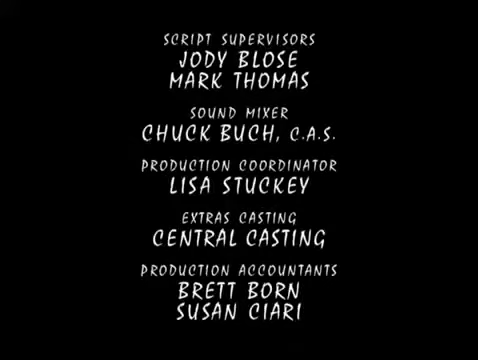 SCRIPT SUPERVISORS
JODY BLOSE
MARK THOMAS
SOUND MIXER
CHUCK BUCH, C.A.S.
PRODUCTION COORDINATOR
LISA STUCKEY
EXTRAS CASTING
CENTRAL CASTING
PRODUCTION ACCOUNTANTS
BRETT BORN
SUSAN CIARI